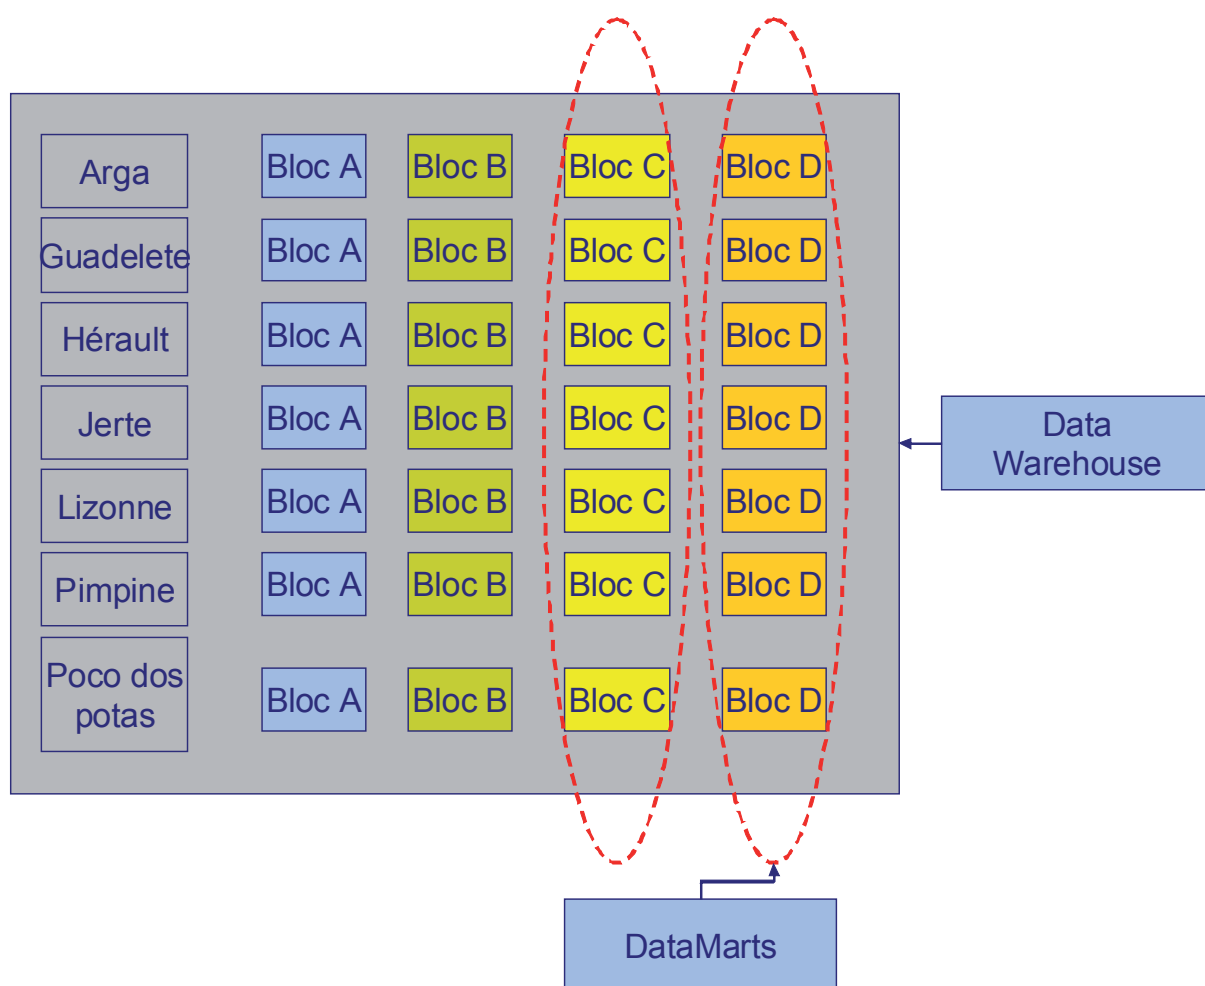 Arga
Bloc A
Bloc B
Bloc C
Bloc D
Guadelete
Bloc A
Bloc B
Bloc C
Bloc D
Hérault
Bloc A
Bloc B
Bloc C
Bloc D
Jerte
Bloc A
Bloc B
Bloc C
Bloc D
Data
Warehouse
Lizonne
Bloc A
Bloc B
Bloc C
Bloc D
Pimpine
Bloc A
Bloc B
Bloc C
Bloc D
Poco dos
potas
Bloc A
Bloc B
Bloc C
Bloc D
DataMarts